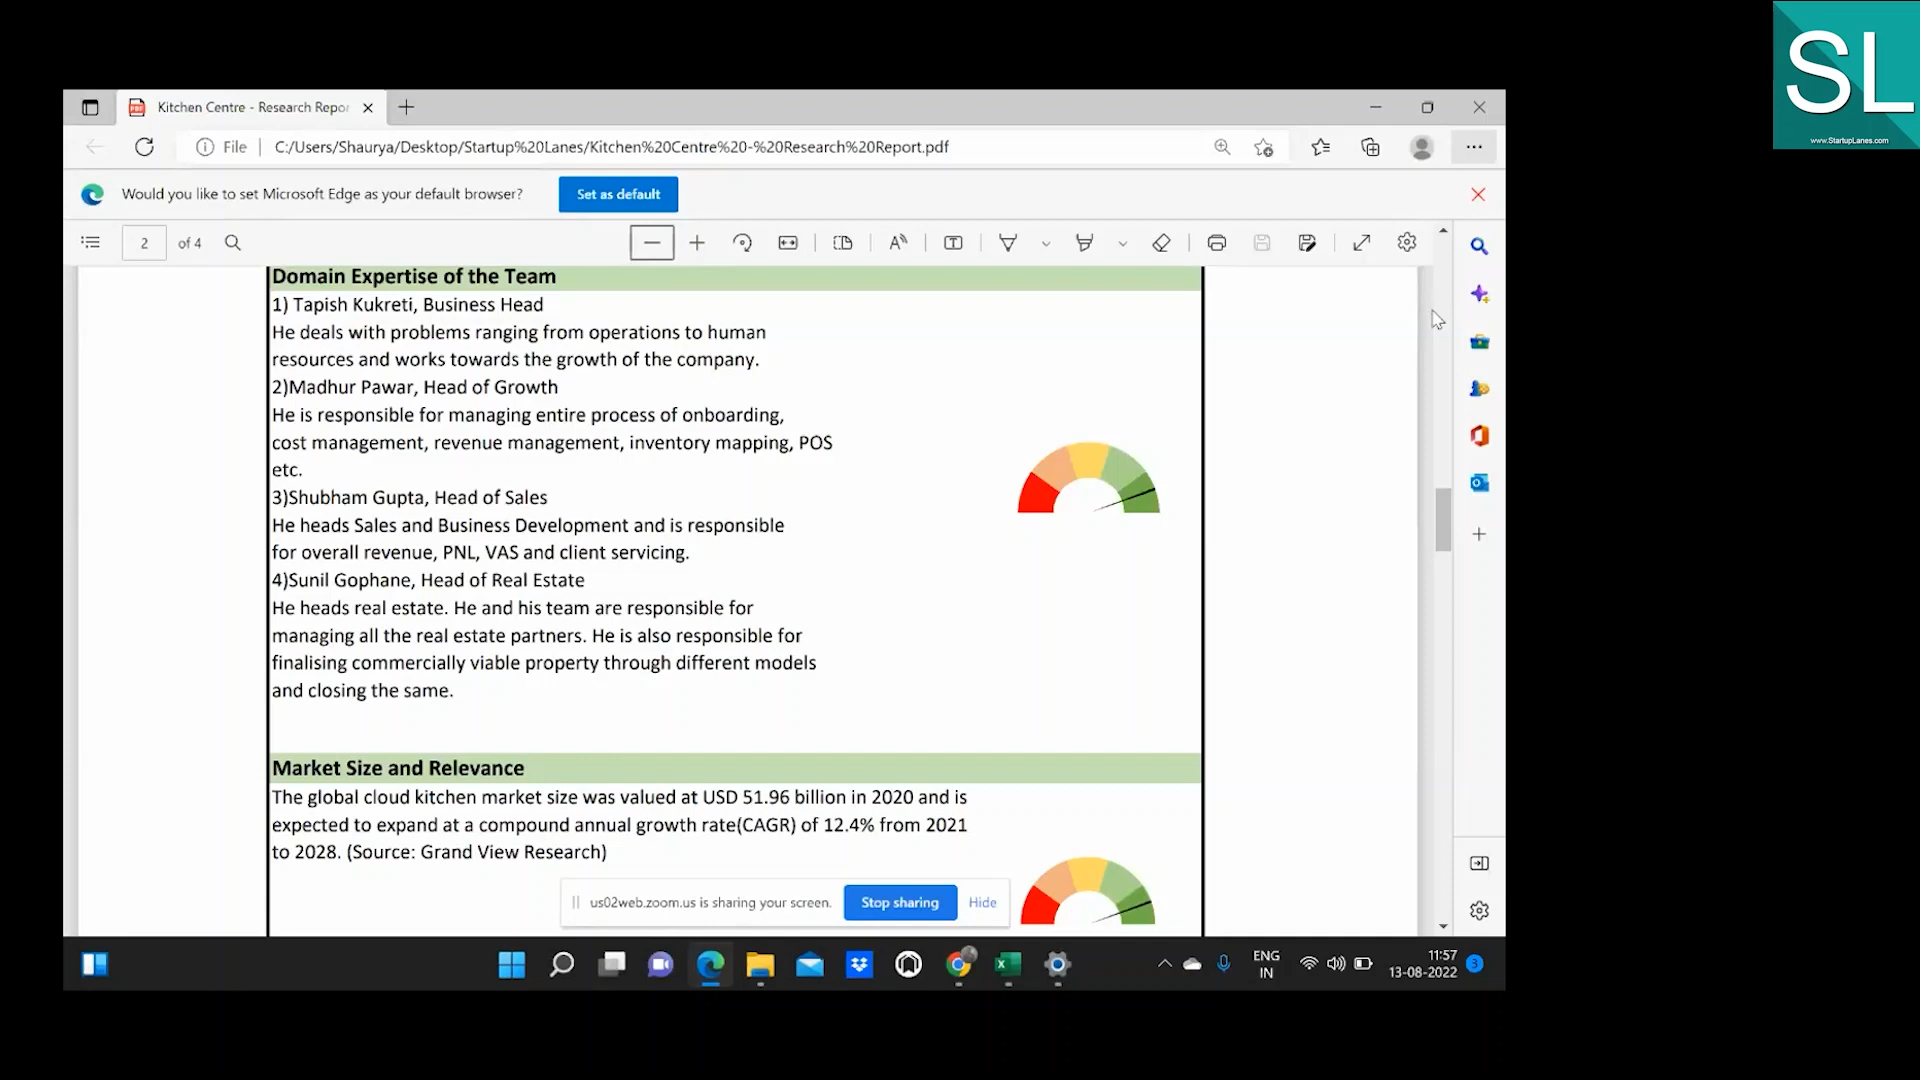 SL
www.StartupLanes.com
Kitchen Centre - Research Repor
File
C:/Users/Shaurya/Desktop/Startup%20Lanes/Kitchen%20Centre%20-%20Research%20Report.pdf
Would you like to set Microsoft Edge as your default browser?
Set as default
2
of 4
Domain Expertise of the Team
1) Tapish Kukreti, Business Head
He deals with problems ranging from operations to human
resources and works towards the growth of the company.
2)Madhur Pawar, Head of Growth
He is responsible for managing entire process of onboarding,
cost management, revenue management, inventory mapping, POS
etc.
3)Shubham Gupta, Head of Sales
He heads Sales and Business Development and is responsible
for overall revenue, PNL, VAS and client servicing.
4)Sunil Gophane, Head of Real Estate
He heads real estate. He and his team are responsible for
managing all the real estate partners. He is also responsible for
finalising commercially viable property through different models
and closing the same.
Market Size and Relevance
The global cloud kitchen market size was valued at USD 51.96 billion in 2020 and is
expected to expand at a compound annual growth rate(CAGR) of 12.4% from 2021
to 2028. (Source: Grand View Research)
us02web.zoom.us is sharing your screen.
Stop sharing
Hide
ENG
IN
11:57
13-08-2022
3